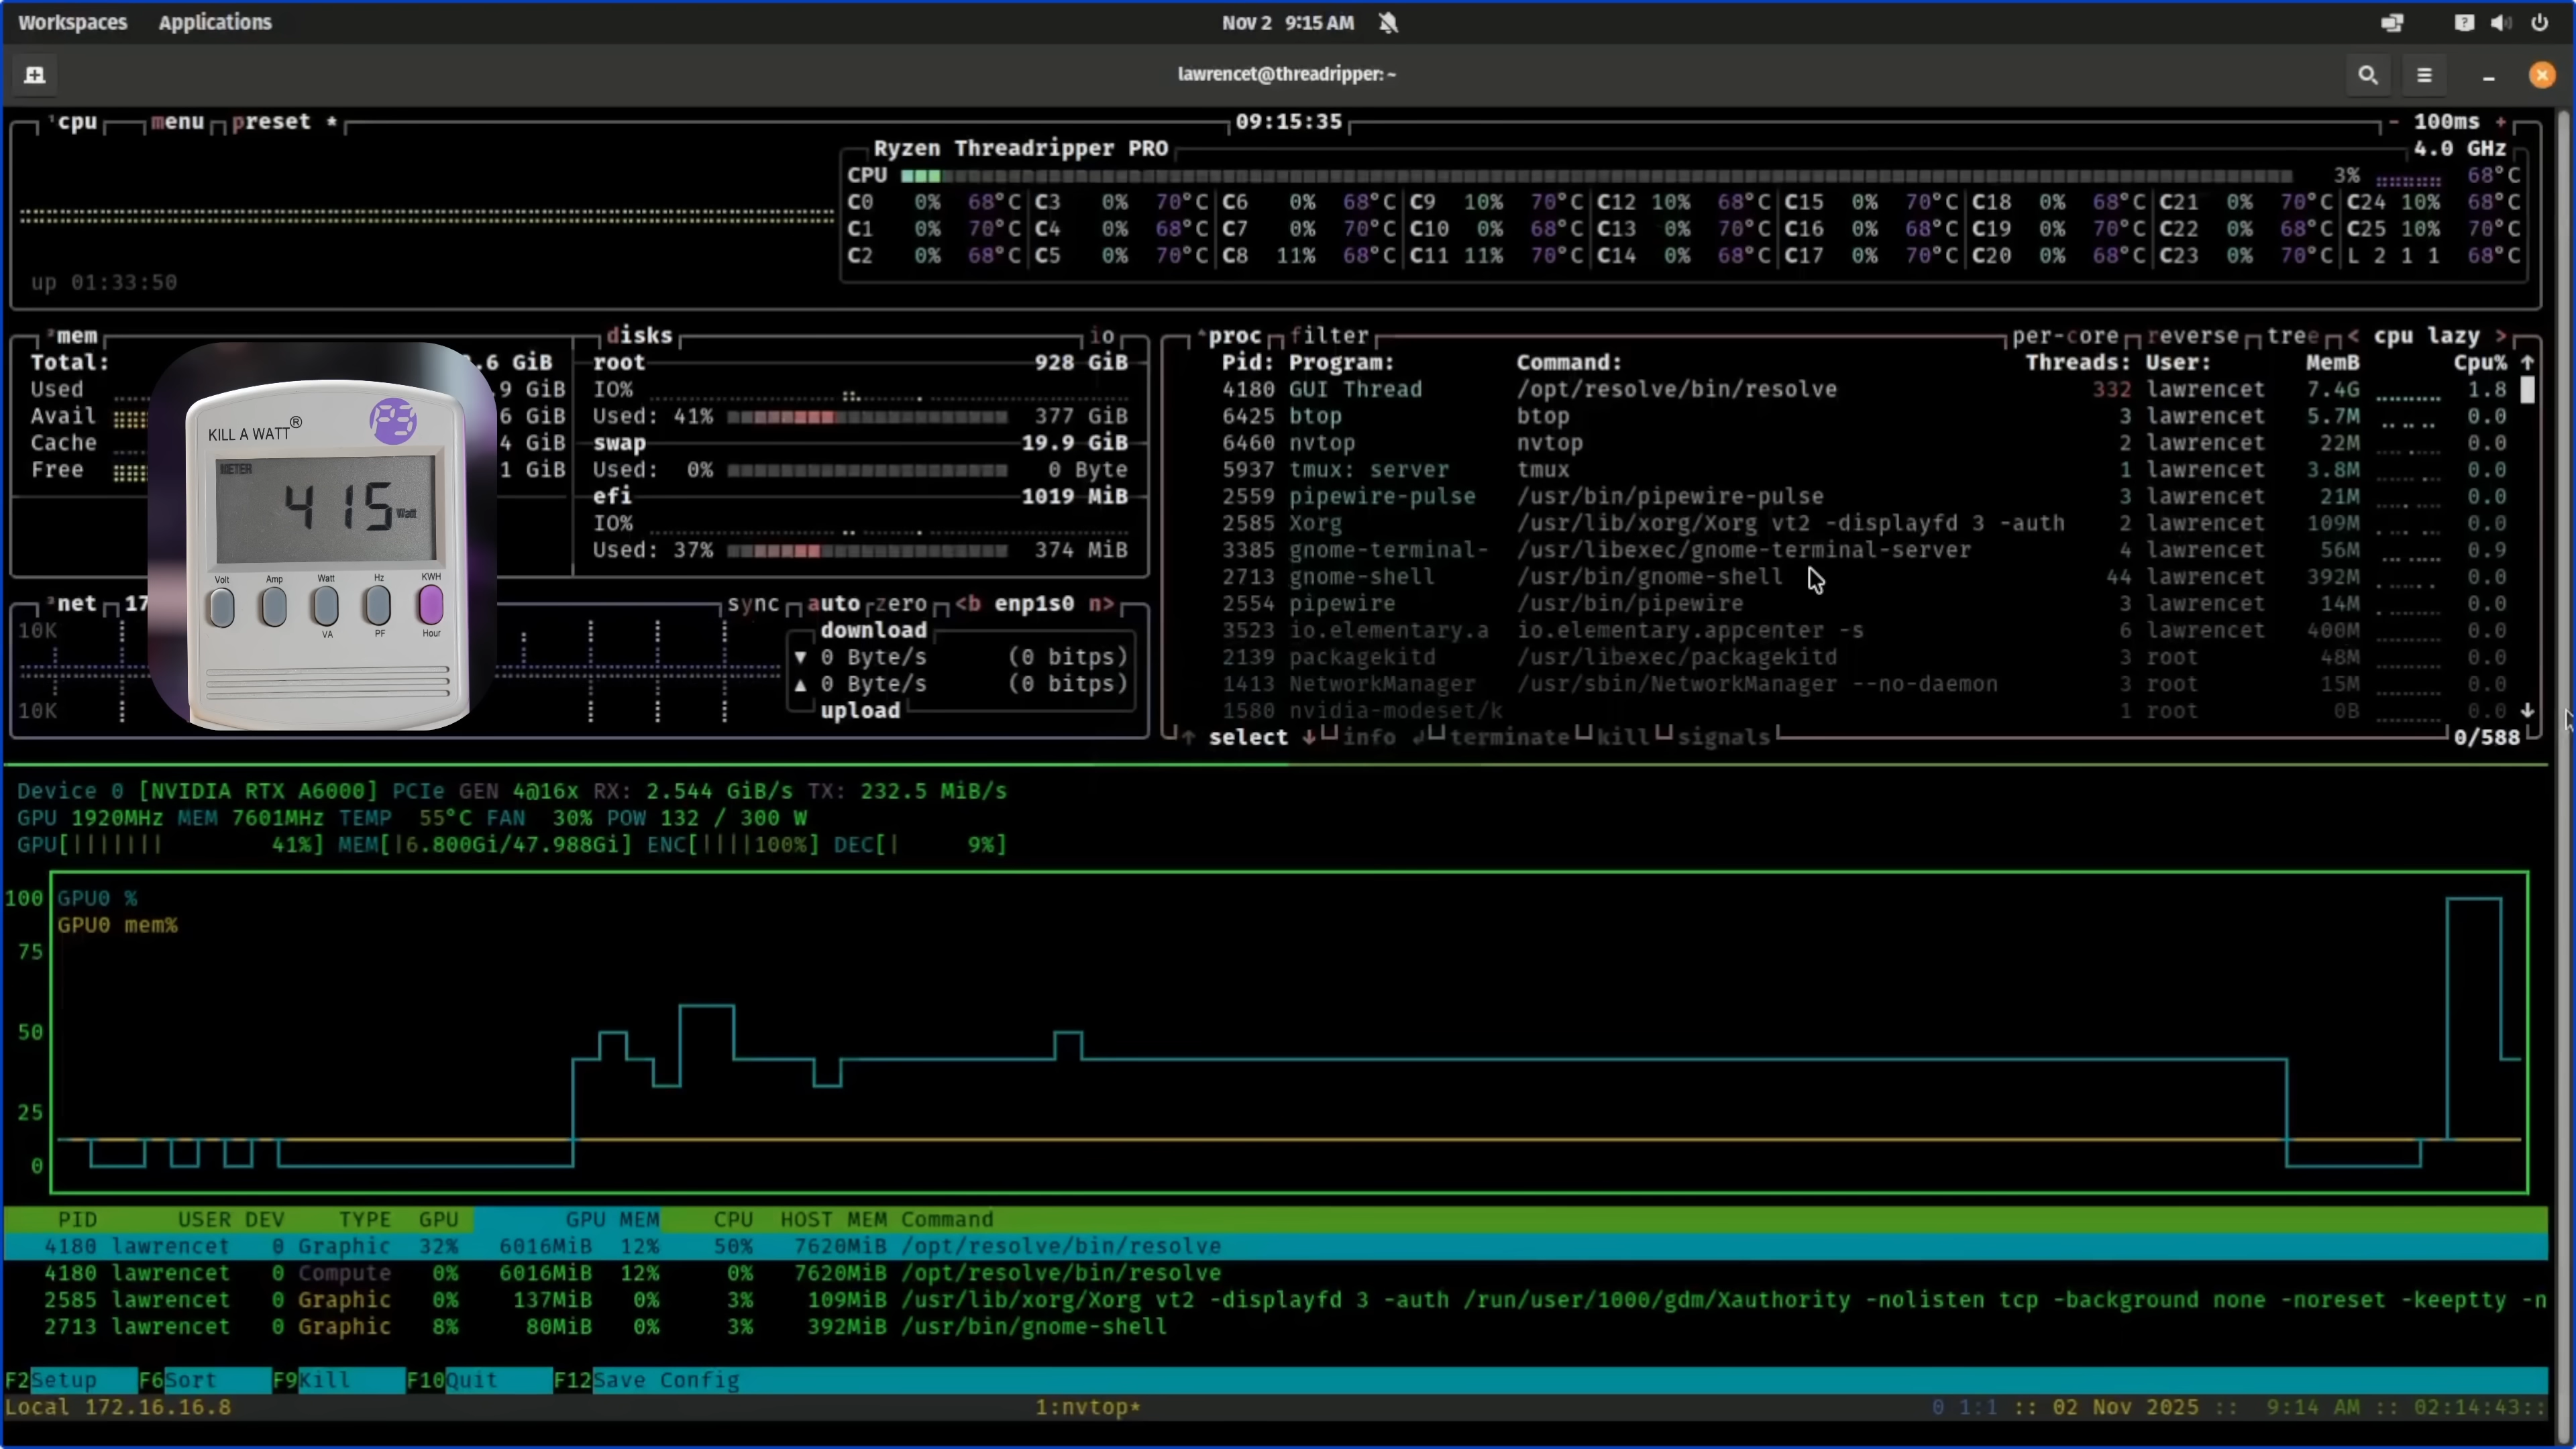 Workspaces Applications Nov 2 9:15 AM
lawrencet@threadripper: ~
¹cpu menu preset * 09:15:35 - 100ms +
Ryzen Threadripper PRO 4.0 GHz
CPU 3% 68°C
C0 0% 68°C C3 0% 70°C C6 0% 68°C C9 10% 70°C C12 10% 68°C C15 0% 70°C C18 0% 68°C C21 0% 70°C C24 10% 68°C
C1 0% 70°C C4 0% 68°C C7 0% 70°C C10 0% 68°C C13 0% 70°C C16 0% 68°C C19 0% 70°C C22 0% 68°C C25 10% 70°C
C2 0% 68°C C5 0% 70°C C8 11% 68°C C11 11% 70°C C14 0% 68°C C17 0% 70°C C20 0% 68°C C23 0% 70°C L 2 1 1 68°C
up 01:33:50
²mem
Total: .6 GiB
Used 9 GiB
Avail 6 GiB
Cache 4 GiB
Free 1 GiB
disks io
root 928 GiB
IO%
Used: 41% 377 GiB
swap 19.9 GiB
Used: 0% 0 Byte
efi 1019 MiB
IO%
Used: 37% 374 MiB
KILL A WATT® P3
METER
415 Watt
Volt Amp Watt Hz KWH
VA PF Hour
³net 17 sync auto zero <b enp1s0 n>
10K
download
▼ 0 Byte/s (0 bitps)
▲ 0 Byte/s (0 bitps)
upload
10K
⁴proc filter per-core reverse tree < cpu lazy >
Pid: Program: Command: Threads: User: MemB Cpu% ↑
4180 GUI Thread /opt/resolve/bin/resolve 332 lawrencet 7.4G 1.8
6425 btop btop 3 lawrencet 5.7M 0.0
6460 nvtop nvtop 2 lawrencet 22M 0.0
5937 tmux: server tmux 1 lawrencet 3.8M 0.0
2559 pipewire-pulse /usr/bin/pipewire-pulse 3 lawrencet 21M 0.0
2585 Xorg /usr/lib/xorg/Xorg vt2 -displayfd 3 -auth 2 lawrencet 109M 0.0
3385 gnome-terminal- /usr/libexec/gnome-terminal-server 4 lawrencet 56M 0.9
2713 gnome-shell /usr/bin/gnome-shell 44 lawrencet 392M 0.0
2554 pipewire /usr/bin/pipewire 3 lawrencet 14M 0.0
3523 io.elementary.a io.elementary.appcenter -s 6 lawrencet 400M 0.0
2139 packagekitd /usr/libexec/packagekitd 3 root 48M 0.0
1413 NetworkManager /usr/sbin/NetworkManager --no-daemon 3 root 15M 0.0
1580 nvidia-modeset/k 1 root 0B 0.0 ↓
↑ select ↓ info ↲ terminate kill signals 0/588
Device 0 [NVIDIA RTX A6000] PCIe GEN 4@16x RX: 2.544 GiB/s TX: 232.5 MiB/s
GPU 1920MHz MEM 7601MHz TEMP 55°C FAN 30% POW 132 / 300 W
GPU[||||||| 41%] MEM[|6.800Gi/47.988Gi] ENC[||||100%] DEC[| 9%]
100 GPU0 %
GPU0 mem%
75
50
25
0
PID USER DEV TYPE GPU GPU MEM CPU HOST MEM Command
4180 lawrencet 0 Graphic 32% 6016MiB 12% 50% 7620MiB /opt/resolve/bin/resolve
4180 lawrencet 0 Compute 0% 6016MiB 12% 0% 7620MiB /opt/resolve/bin/resolve
2585 lawrencet 0 Graphic 0% 137MiB 0% 3% 109MiB /usr/lib/xorg/Xorg vt2 -displayfd 3 -auth /run/user/1000/gdm/Xauthority -nolisten tcp -background none -noreset -keeptty -n
2713 lawrencet 0 Graphic 8% 80MiB 0% 3% 392MiB /usr/bin/gnome-shell
F2Setup F6Sort F9Kill F10Quit F12Save Config
Local 172.16.16.8 1:nvtop* 0 1:1 :: 02 Nov 2025 :: 9:14 AM :: 02:14:43::